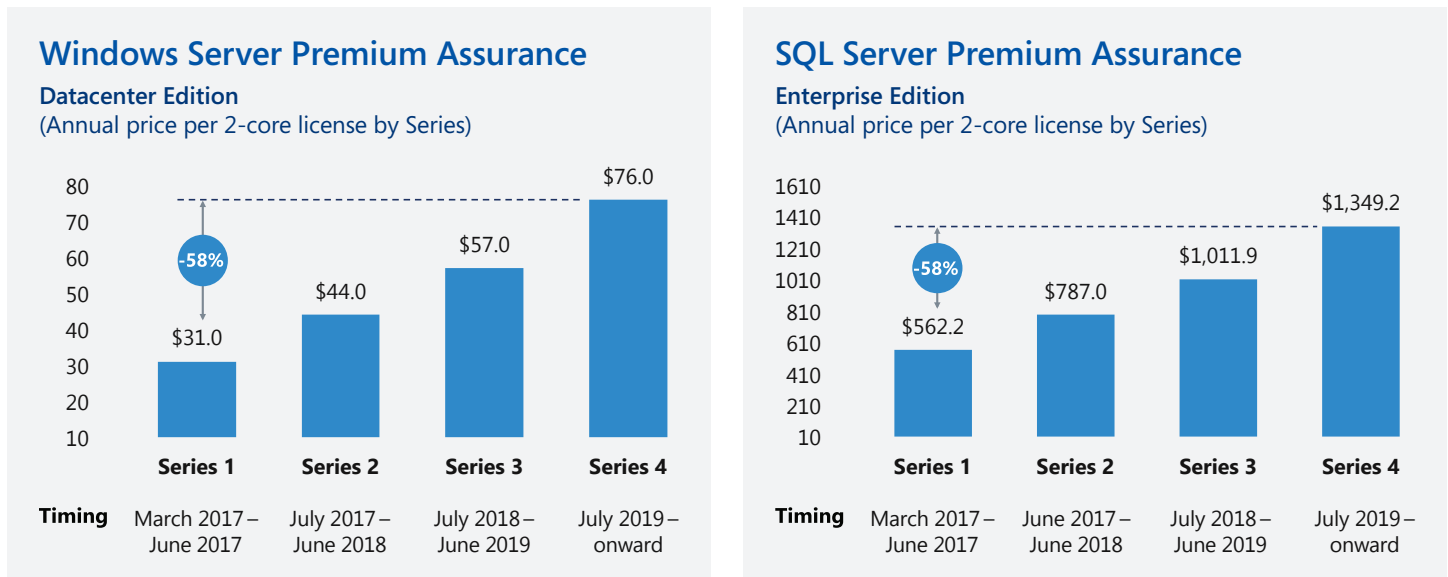 Windows Server Premium Assurance
Datacenter Edition
(Annual price per 2-core license by Series)
80
70
60
50
40
30
20
10
$31.0
$44.0
$57.0
$76.0
-58%
Series 1 Series 2 Series 3 Series 4
Timing March 2017 – July 2017 – July 2018 – July 2019 –
June 2017 June 2018 June 2019 onward
SQL Server Premium Assurance
Enterprise Edition
(Annual price per 2-core license by Series)
1610
1410
1210
1010
810
610
410
210
10
$562.2
$787.0
$1,011.9
$1,349.2
-58%
Series 1 Series 2 Series 3 Series 4
Timing March 2017 – June 2017 – July 2018 – July 2019 –
June 2017 June 2018 June 2019 onward